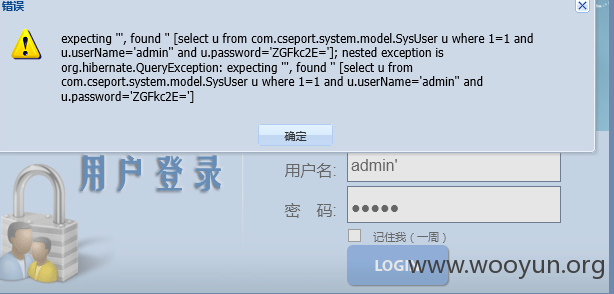 错误
expecting ''', found '' [select u from com.cseport.system.model.SysUser u where 1=1 and
u.userName='admin'' and u.password='ZGFkc2E=']; nested exception is
org.hibernate.QueryException: expecting ''', found '' [select u from
com.cseport.system.model.SysUser u where 1=1 and u.userName='admin'' and
u.password='ZGFkc2E=']
确定
用户登录
用户名: admin'
密 码: ●●●●●
记住我（一周）
LOGIN
www.wooyun.org